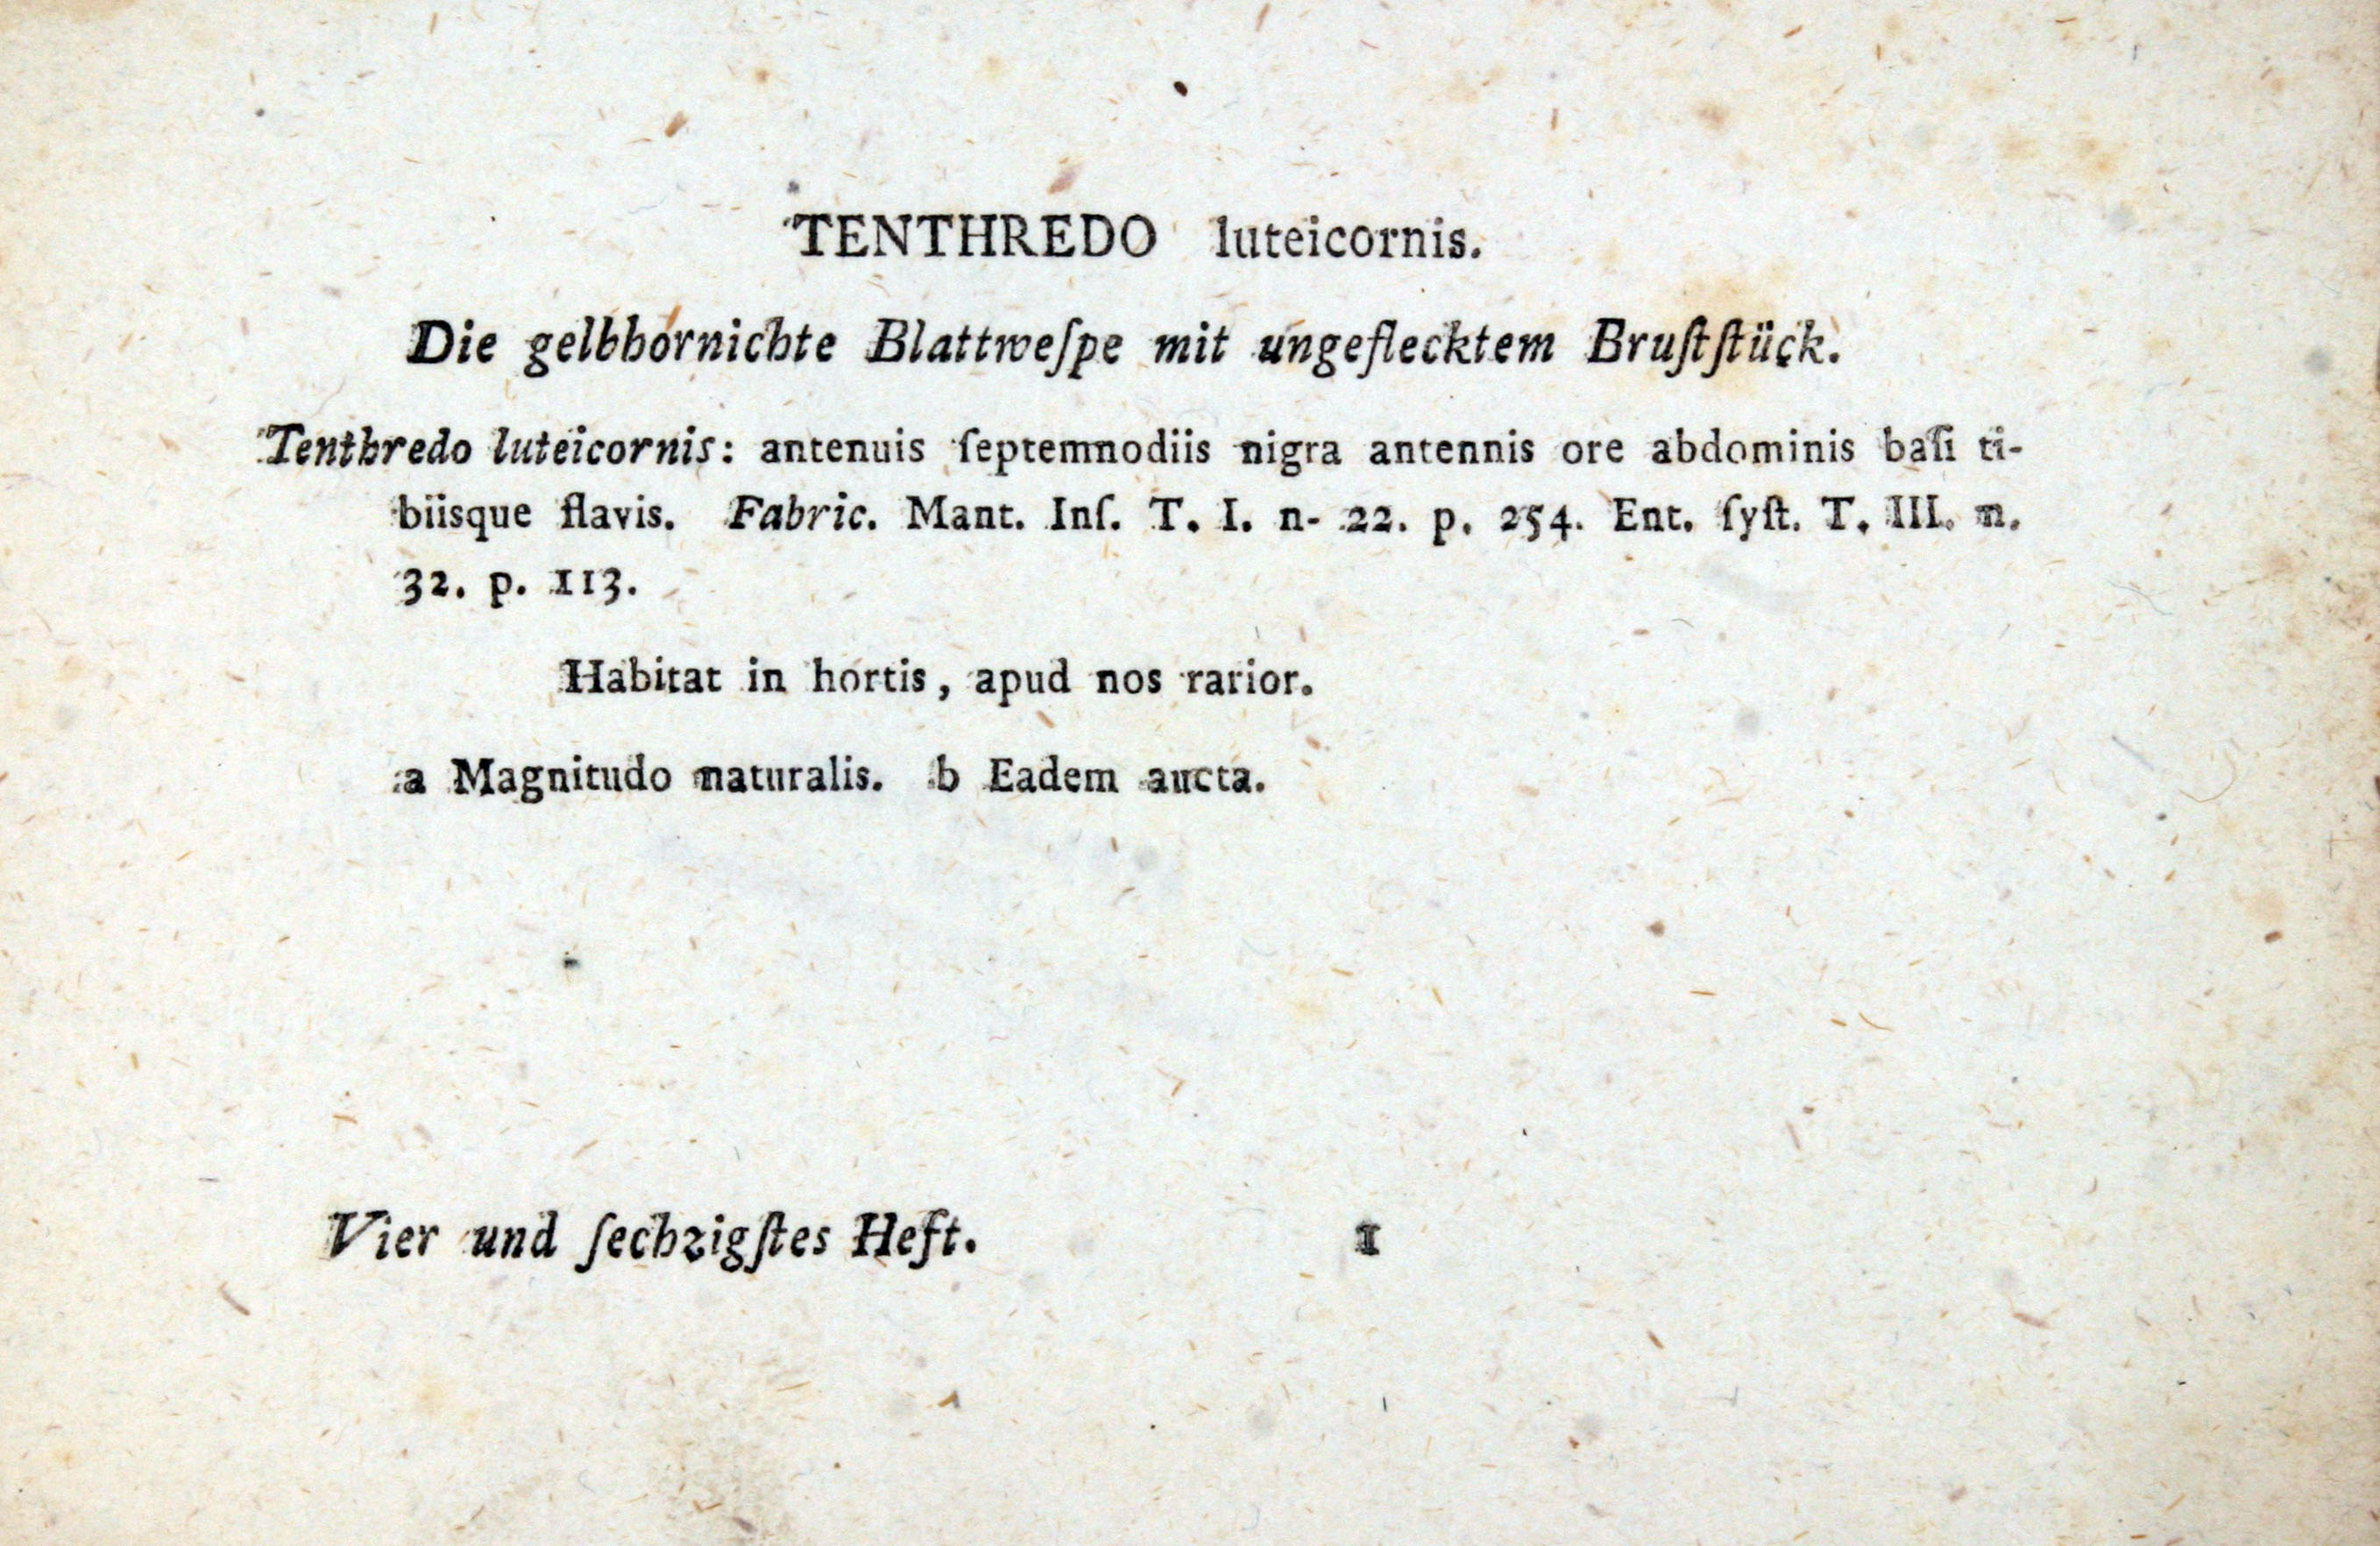 TENTHREDO luteicornis.
Die gelbhornichte Blattweſpe mit ungeflecktem Bruſtſtück.
Tenthredo luteicornis: antenuis ſeptemnodiis nigra antennis ore abdominis baſi ti-
biisque flavis. Fabric. Mant. Inſ. T. I. n- 22. p. 254. Ent. ſyſt. T. III. n.
32. p. 113.
Habitat in hortis, apud nos rarior.
a Magnitudo naturalis. b Eadem aucta.
Vier und ſechzigſtes Heft. 1